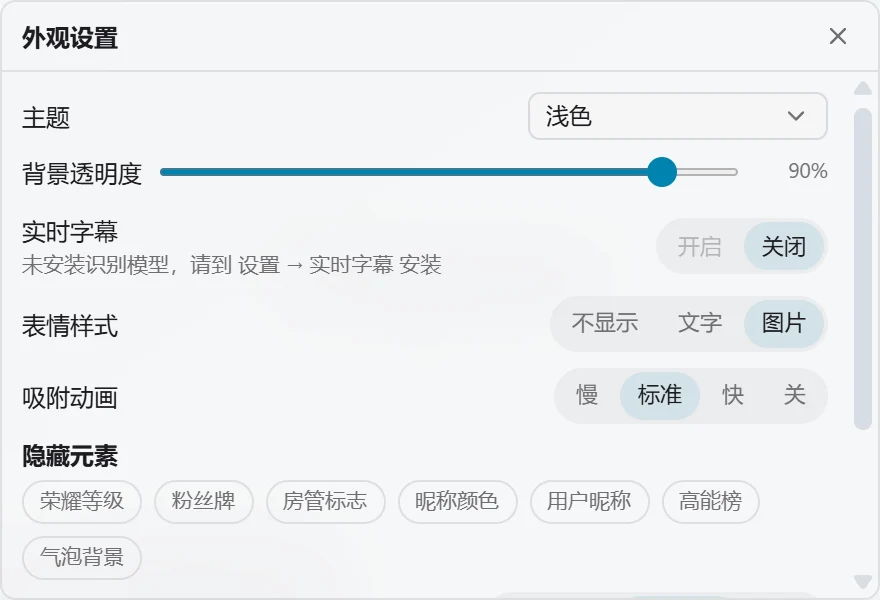 外观设置
主题 浅色
背景透明度 90%
实时字幕
未安装识别模型，请到 设置 → 实时字幕 安装
开启 关闭
表情样式 不显示 文字 图片
吸附动画 慢 标准 快 关
隐藏元素
荣耀等级 粉丝牌 房管标志 昵称颜色 用户昵称 高能榜
气泡背景